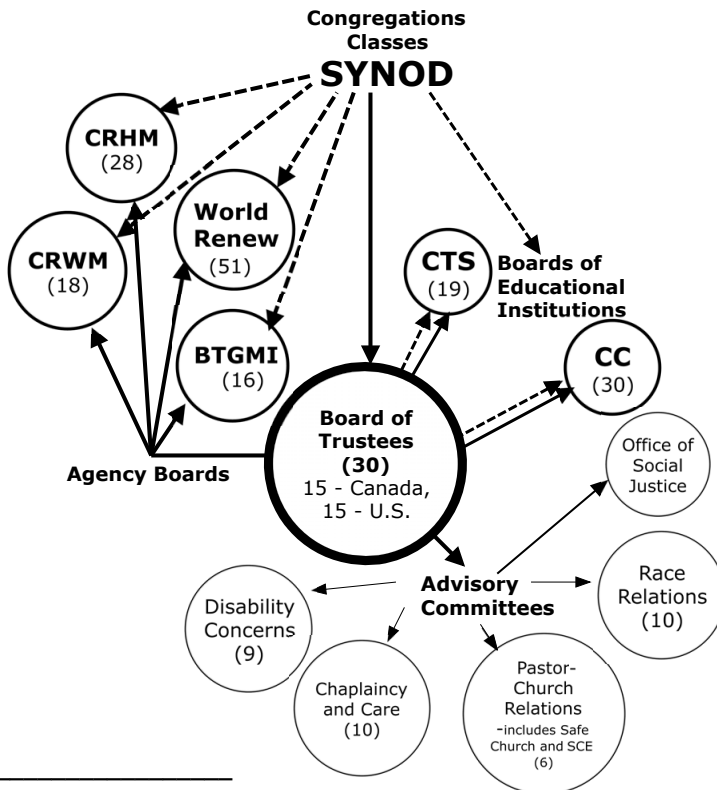 Congregations
Classes
SYNOD
CRHM
(28)
World
Renew
(51)
CRWM
(18)
BTGMI
(16)
CTS
(19)
Boards of
Educational
Institutions
CC
(30)
Board of
Trustees
(30)
15 - Canada,
15 - U.S.
Agency Boards
Office of
Social
Justice
Advisory
Committees
Race
Relations
(10)
Disability
Concerns
(9)
Chaplaincy
and Care
(10)
Pastor-
Church
Relations
-includes Safe
Church and SCE
(6)